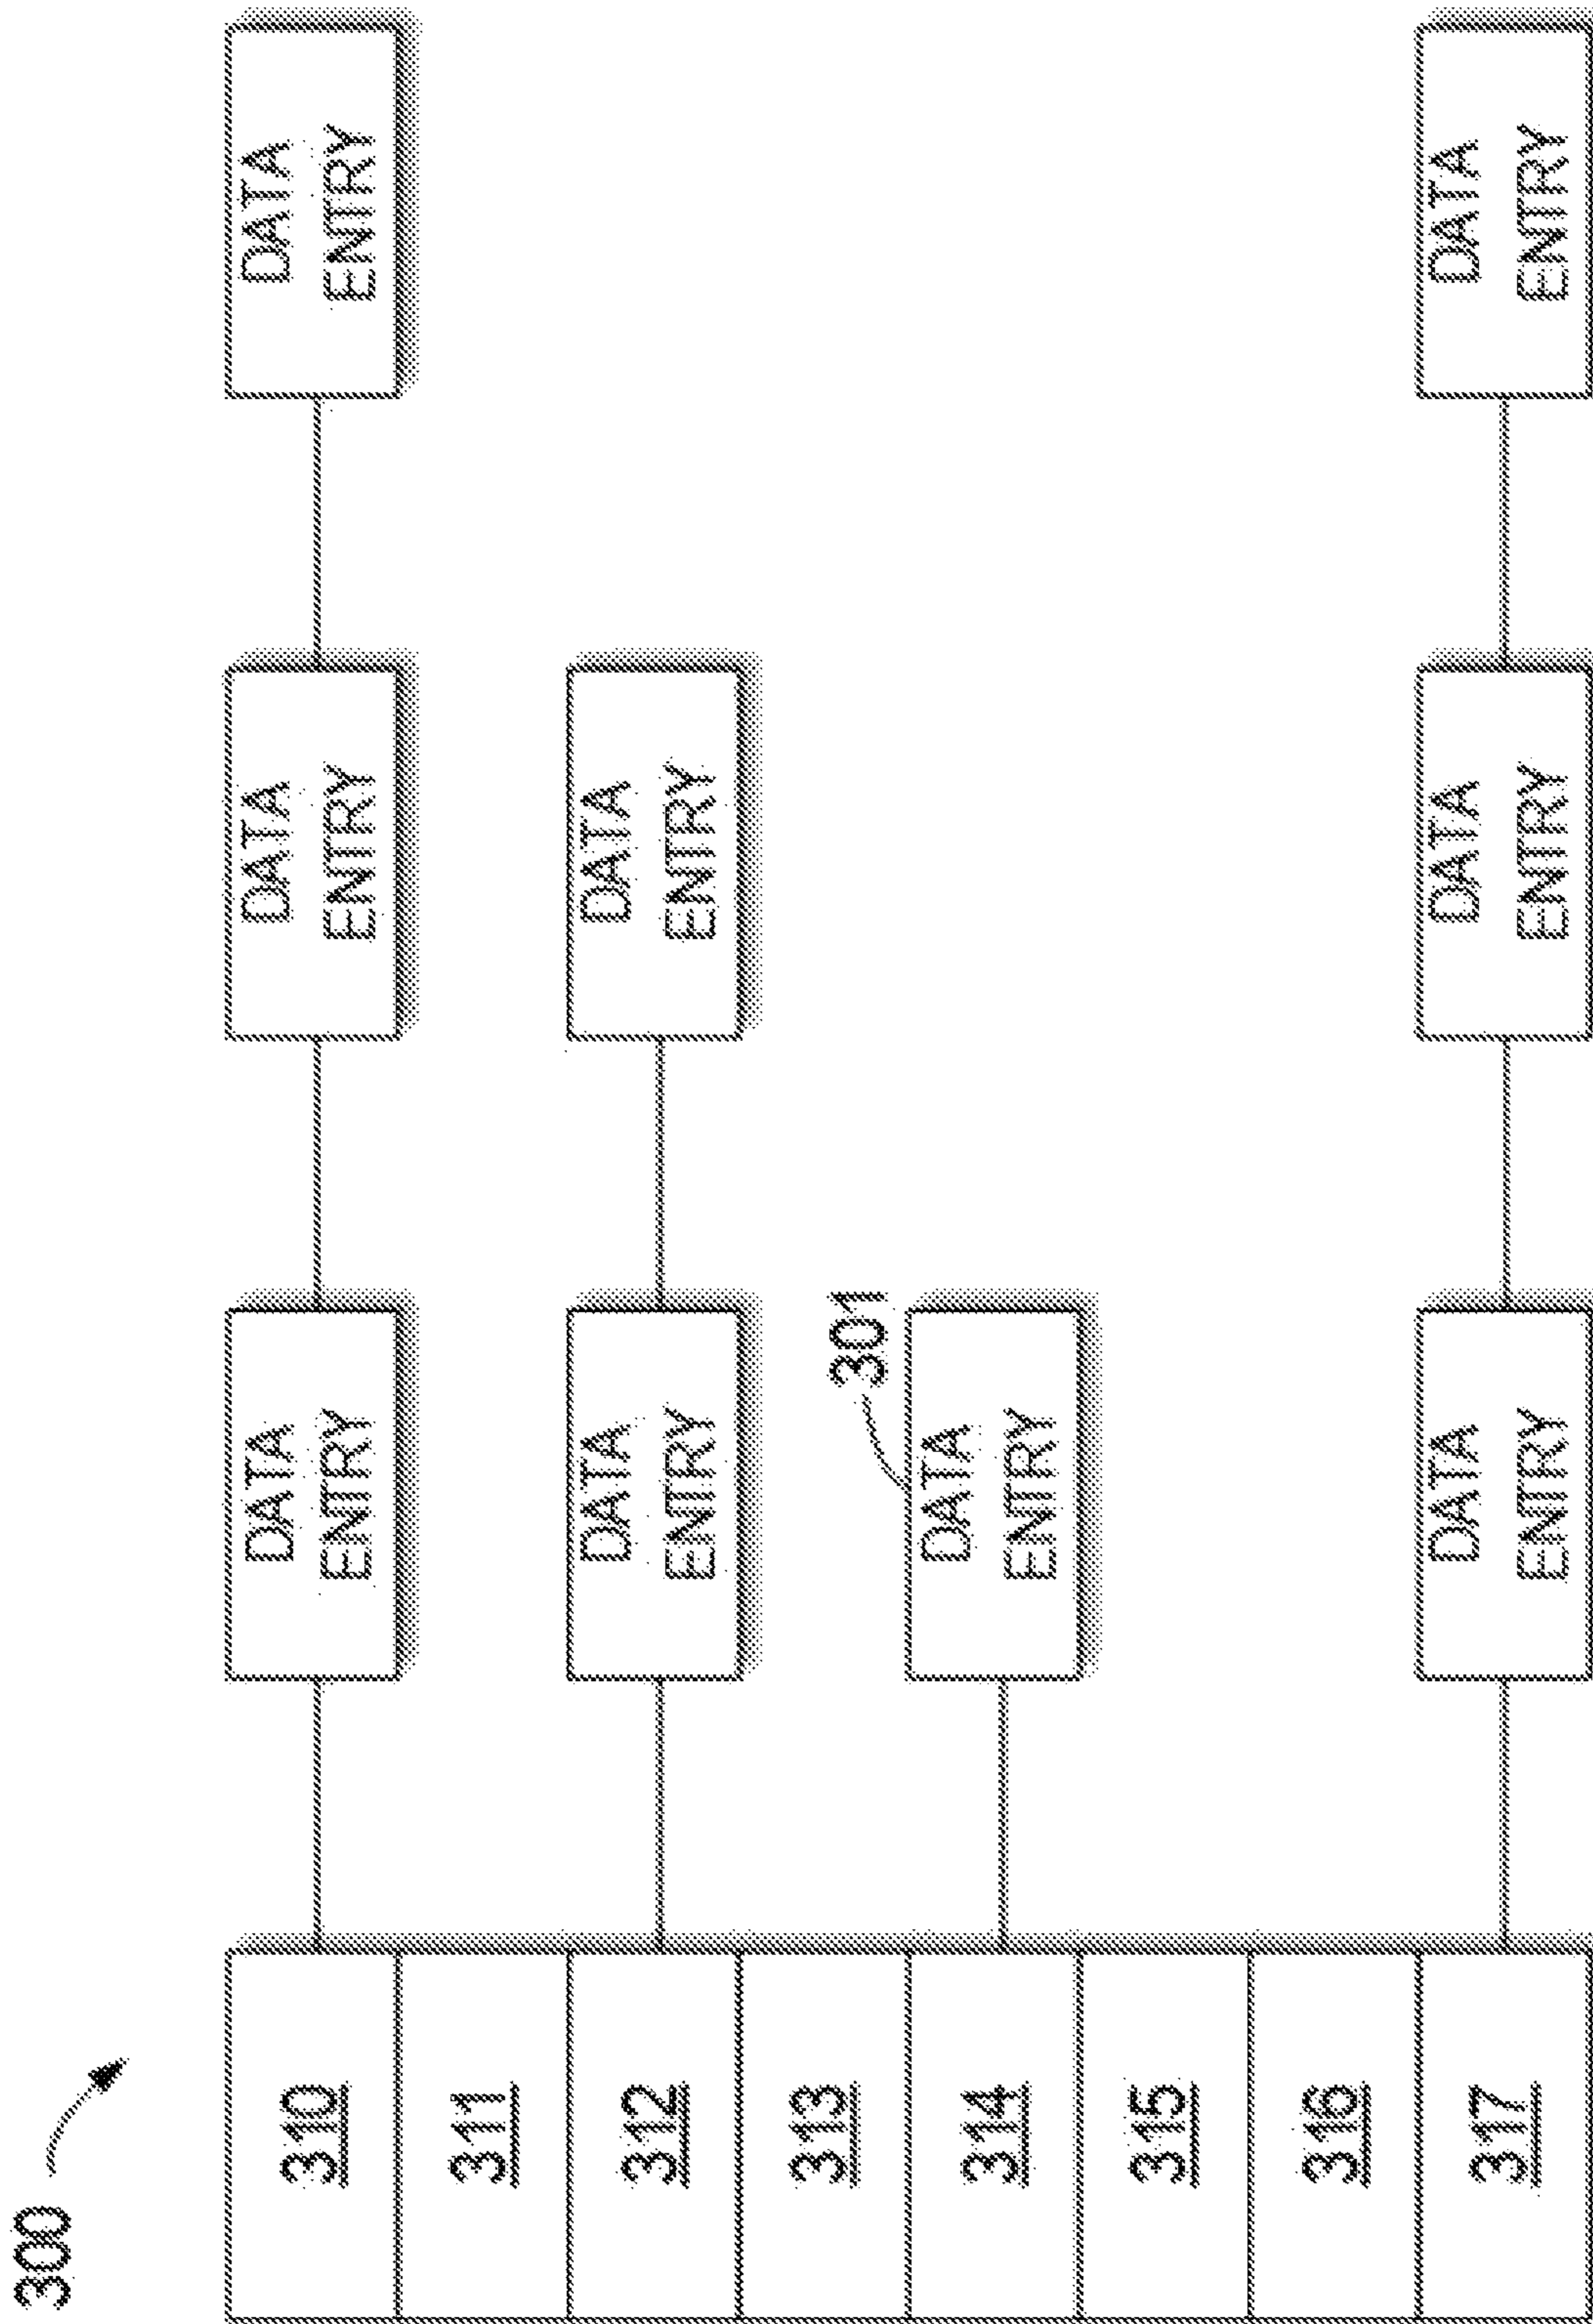 300
310
DATA
ENTRY
DATA
ENTRY
DATA
ENTRY
311
312
DATA
ENTRY
DATA
ENTRY
313
301
314
DATA
ENTRY
315
316
317
DATA
ENTRY
DATA
ENTRY
DATA
ENTRY